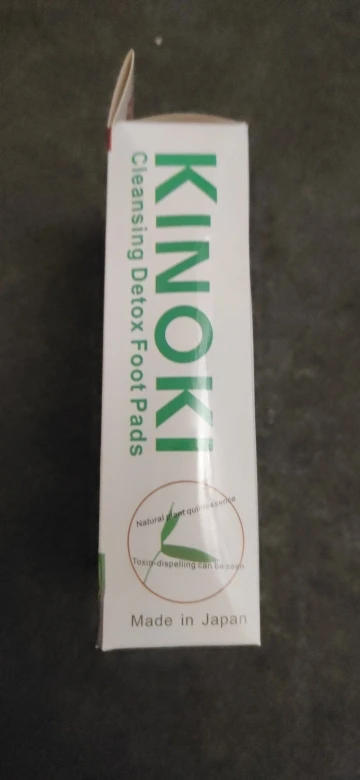 KINOKI
Cleansing Detox Foot Pads
Natural plant quintessence
Toxin-dispelling can be seen
Made in Japan